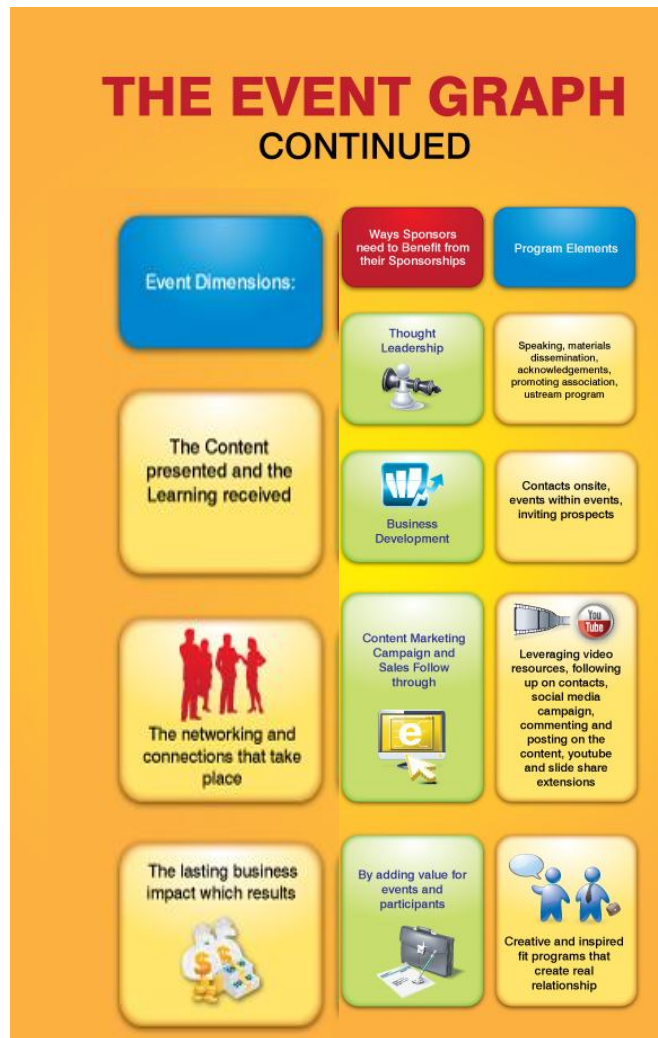 THE EVENT GRAPH
CONTINUED
Event Dimensions:
Ways Sponsors
need to Benefit from
their Sponsorships
Program Elements
The Content
presented and the
Learning received
Thought
Leadership
Speaking, materials
dissemination,
acknowledgements,
promoting association,
ustream program
Business
Development
Contacts onsite,
events within events,
inviting prospects
The networking and
connections that take
place
Content Marketing
Campaign and
Sales Follow
through
e
You
Tube
Leveraging video
resources, following
up on contacts,
social media
campaign,
commenting and
posting on the
content, youtube
and slide share
extensions
The lasting business
impact which results
$
$
By adding value for
events and
participants
Creative and inspired
fit programs that
create real
relationship